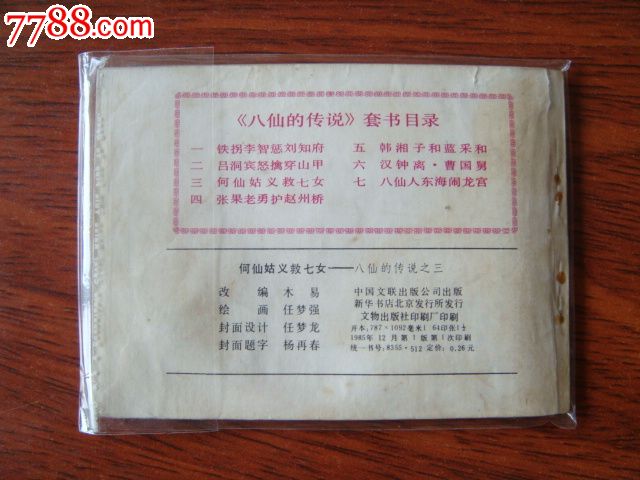 7788.com
《八仙的传说》套书目录
一 铁拐李智惩刘知府
二 吕洞宾怒擒穿山甲
三 何仙姑义救七女
四 张果老勇护赵州桥
五 韩湘子和蓝采和
六 汉钟离·曹国舅
七 八仙人东海闹龙宫
何仙姑义救七女——八仙的传说之三
改编 木易
绘画 任梦强
封面设计 任梦龙
封面题字 杨再春
中国文联出版公司出版
新华书店北京发行所发行
文物出版社印刷厂印刷
开本:787×1092毫米1/64印张1½
1985年12月第1版第1次印刷
统一书号:8355·512 定价:0.26元